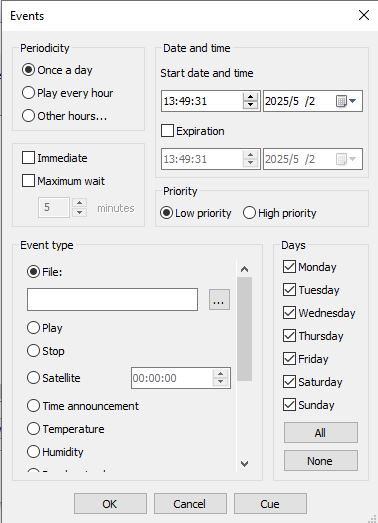 Events
Periodicity
Once a day
Play every hour
Other hours...
Date and time
Start date and time
13:49:31
2025/5 /2
Expiration
13:49:31
2025/5 /2
Immediate
Maximum wait
5
minutes
Priority
Low priority
High priority
Event type
File:
...
Play
Stop
Satellite
00:00:00
Time announcement
Temperature
Humidity
Days
Monday
Tuesday
Wednesday
Thursday
Friday
Saturday
Sunday
All
None
OK
Cancel
Cue